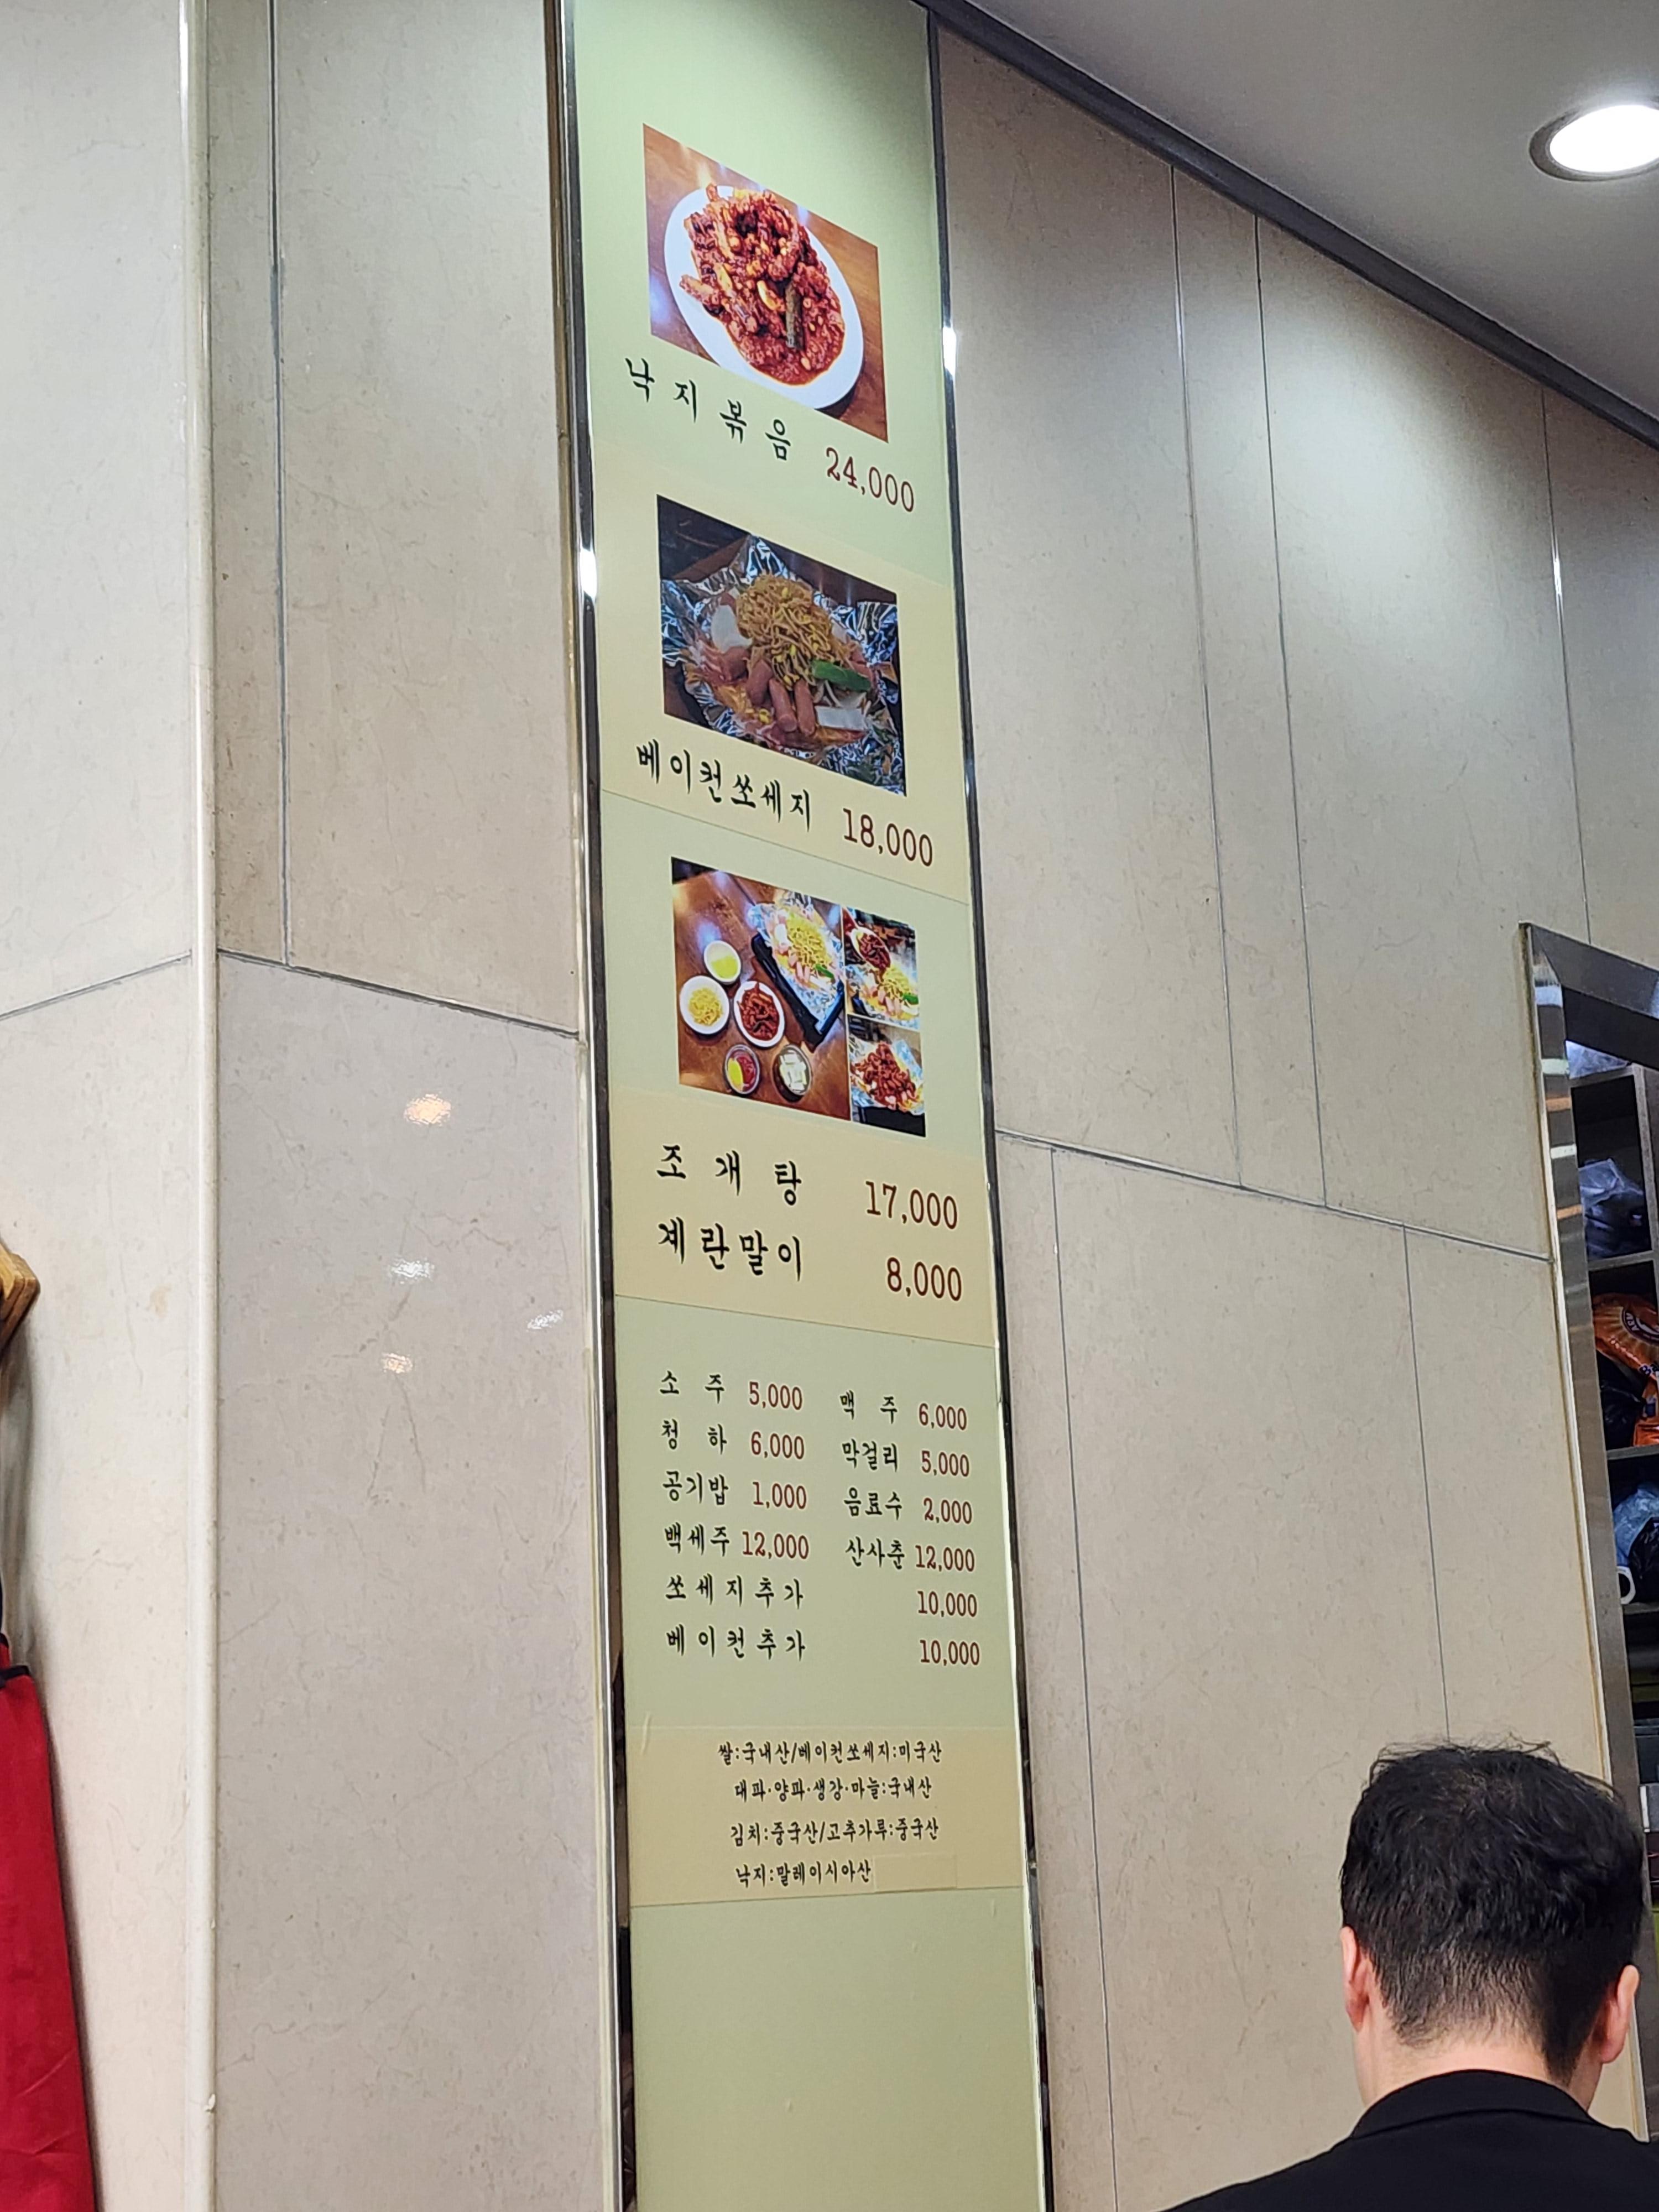 낙지볶음 24,000
베이컨쏘세지 18,000
조개탕 17,000
계란말이 8,000
소주 5,000 맥주 6,000
청하 6,000 막걸리 5,000
공기밥 1,000 음료수 2,000
백세주 12,000 산사춘 12,000
쏘세지추가 10,000
베이컨추가 10,000
쌀:국내산/베이컨쏘세지:미국산
대파·양파·생강·마늘:국내산
김치:중국산/고추가루:중국산
낙지:말레이시아산